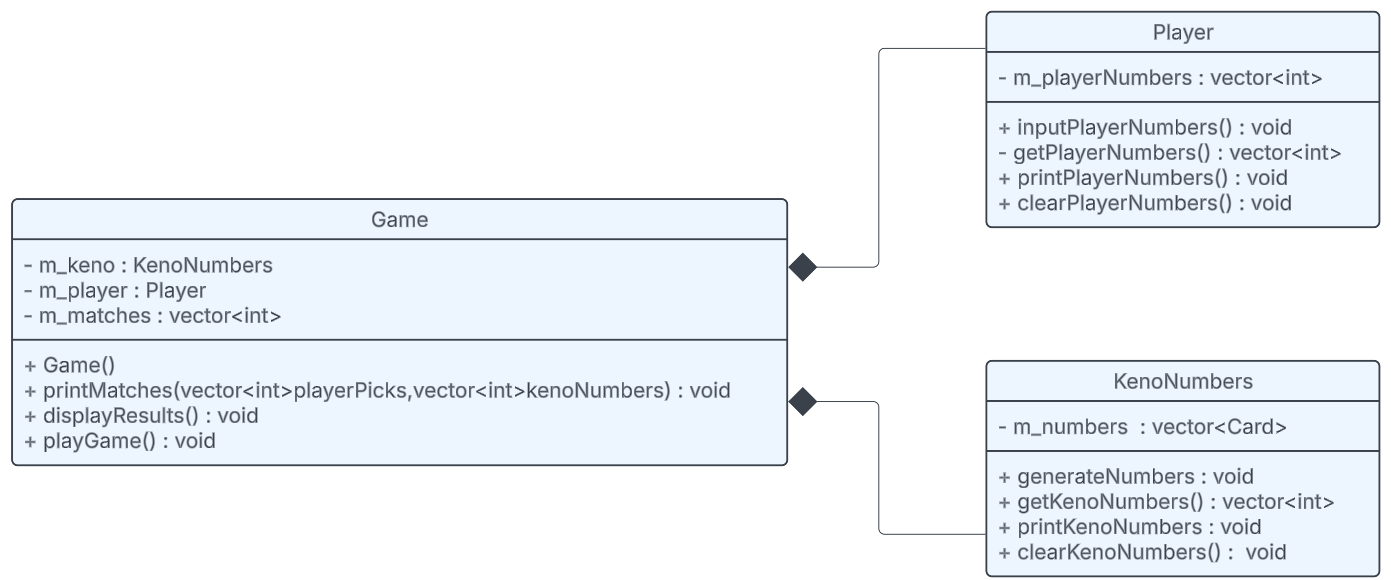 Player
- m_playerNumbers : vector<int>
+ inputPlayerNumbers() : void
- getPlayerNumbers() : vector<int>
+ printPlayerNumbers() : void
+ clearPlayerNumbers() : void
Game
- m_keno : KenoNumbers
- m_player : Player
- m_matches : vector<int>
+ Game()
+ printMatches(vector<int>playerPicks,vector<int>kenoNumbers) : void
+ displayResults() : void
+ playGame() : void
KenoNumbers
- m_numbers  : vector<Card>
+ generateNumbers : void
+ getKenoNumbers() : vector<int>
+ printKenoNumbers : void
+ clearKenoNumbers() :  void